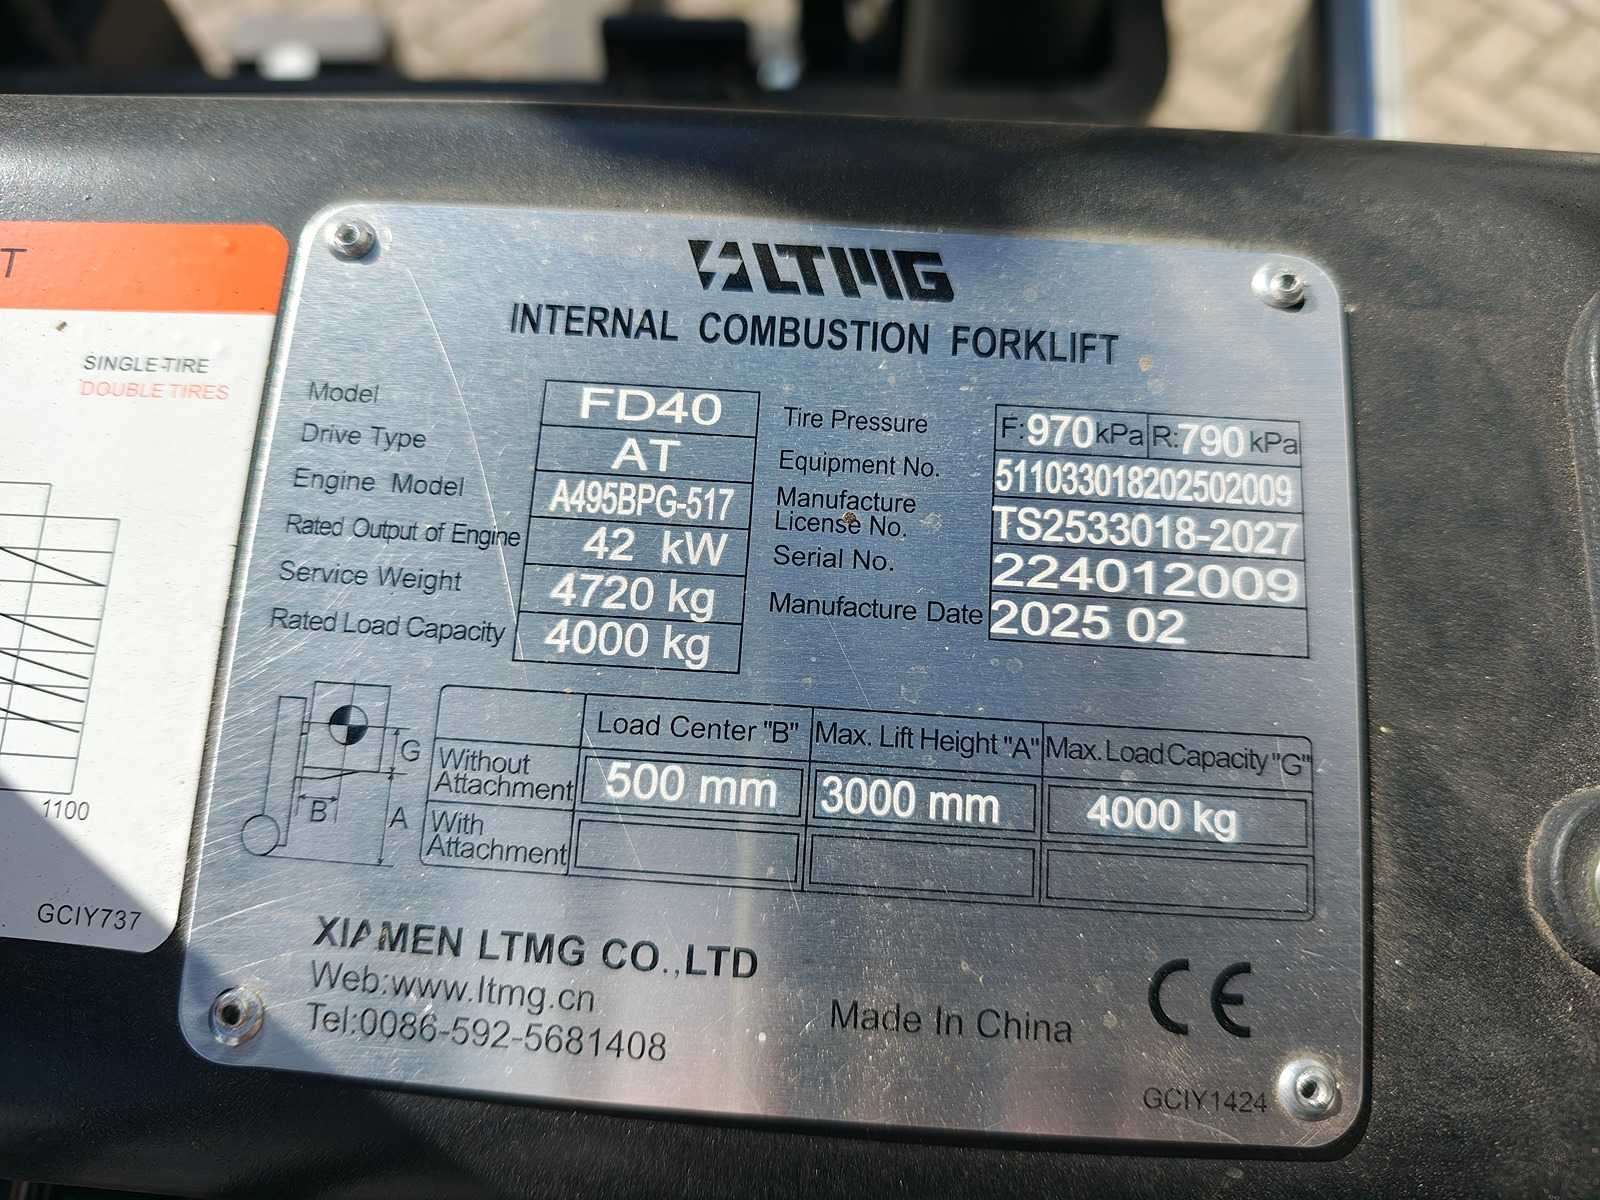 T
SINGLE-TIRE
DOUBLE TIRES
1100
GCIY737
LTMG
INTERNAL COMBUSTION FORKLIFT
Model FD40
Drive Type AT
Engine Model A495BPG-517
Rated Output of Engine 42 kW
Service Weight 4720 kg
Rated Load Capacity 4000 kg
Tire Pressure F:970kPa R:790kPa
Equipment No. 511033018202502009
Manufacture
License No. TS2533018-2027
Serial No. 224012009
Manufacture Date 2025 02
G
B
A
Load Center "B" Max. Lift Height "A" Max. Load Capacity "G"
Without
Attachment 500 mm 3000 mm 4000 kg
With
Attachment
XIAMEN LTMG CO.,LTD
Web:www.ltmg.cn
Tel:0086-592-5681408
Made In China
CE
GCIY1424